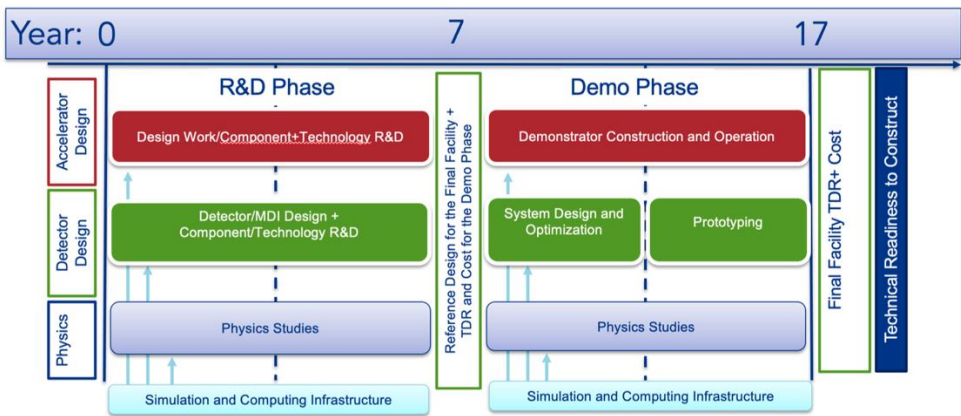 Year: 0
7
17
R&D Phase
Demo Phase
Accelerator
Design
Design Work/Component+Technology R&D
Demonstrator Construction and Operation
Detector
Design
Detector/MDI Design +
Component/Technology R&D
System Design and
Optimization
Prototyping
Physics
Physics Studies
Physics Studies
Simulation and Computing Infrastructure
Simulation and Computing Infrastructure
Reference Design for the Final Facility +
TDR and Cost for the Demo Phase
Final Facility TDR+ Cost
Technical Readiness to Construct